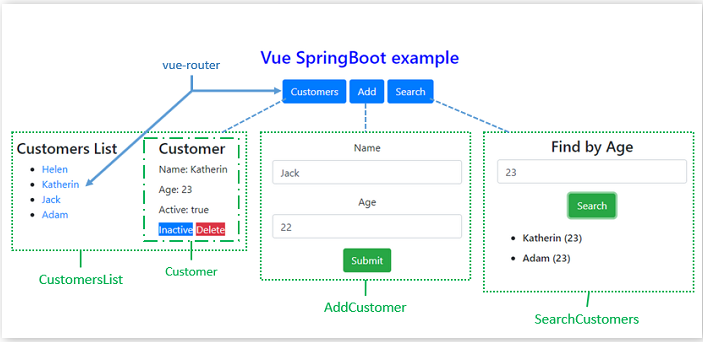 Vue SpringBoot example
vue-router
Customers Add Search
Customers List
Helen
Katherin
Jack
Adam
Customer
Name: Katherin
Age: 23
Active: true
Inactive Delete
Customer
CustomersList
Name
Jack
Age
22
Submit
AddCustomer
Find by Age
23
Search
Katherin (23)
Adam (23)
SearchCustomers